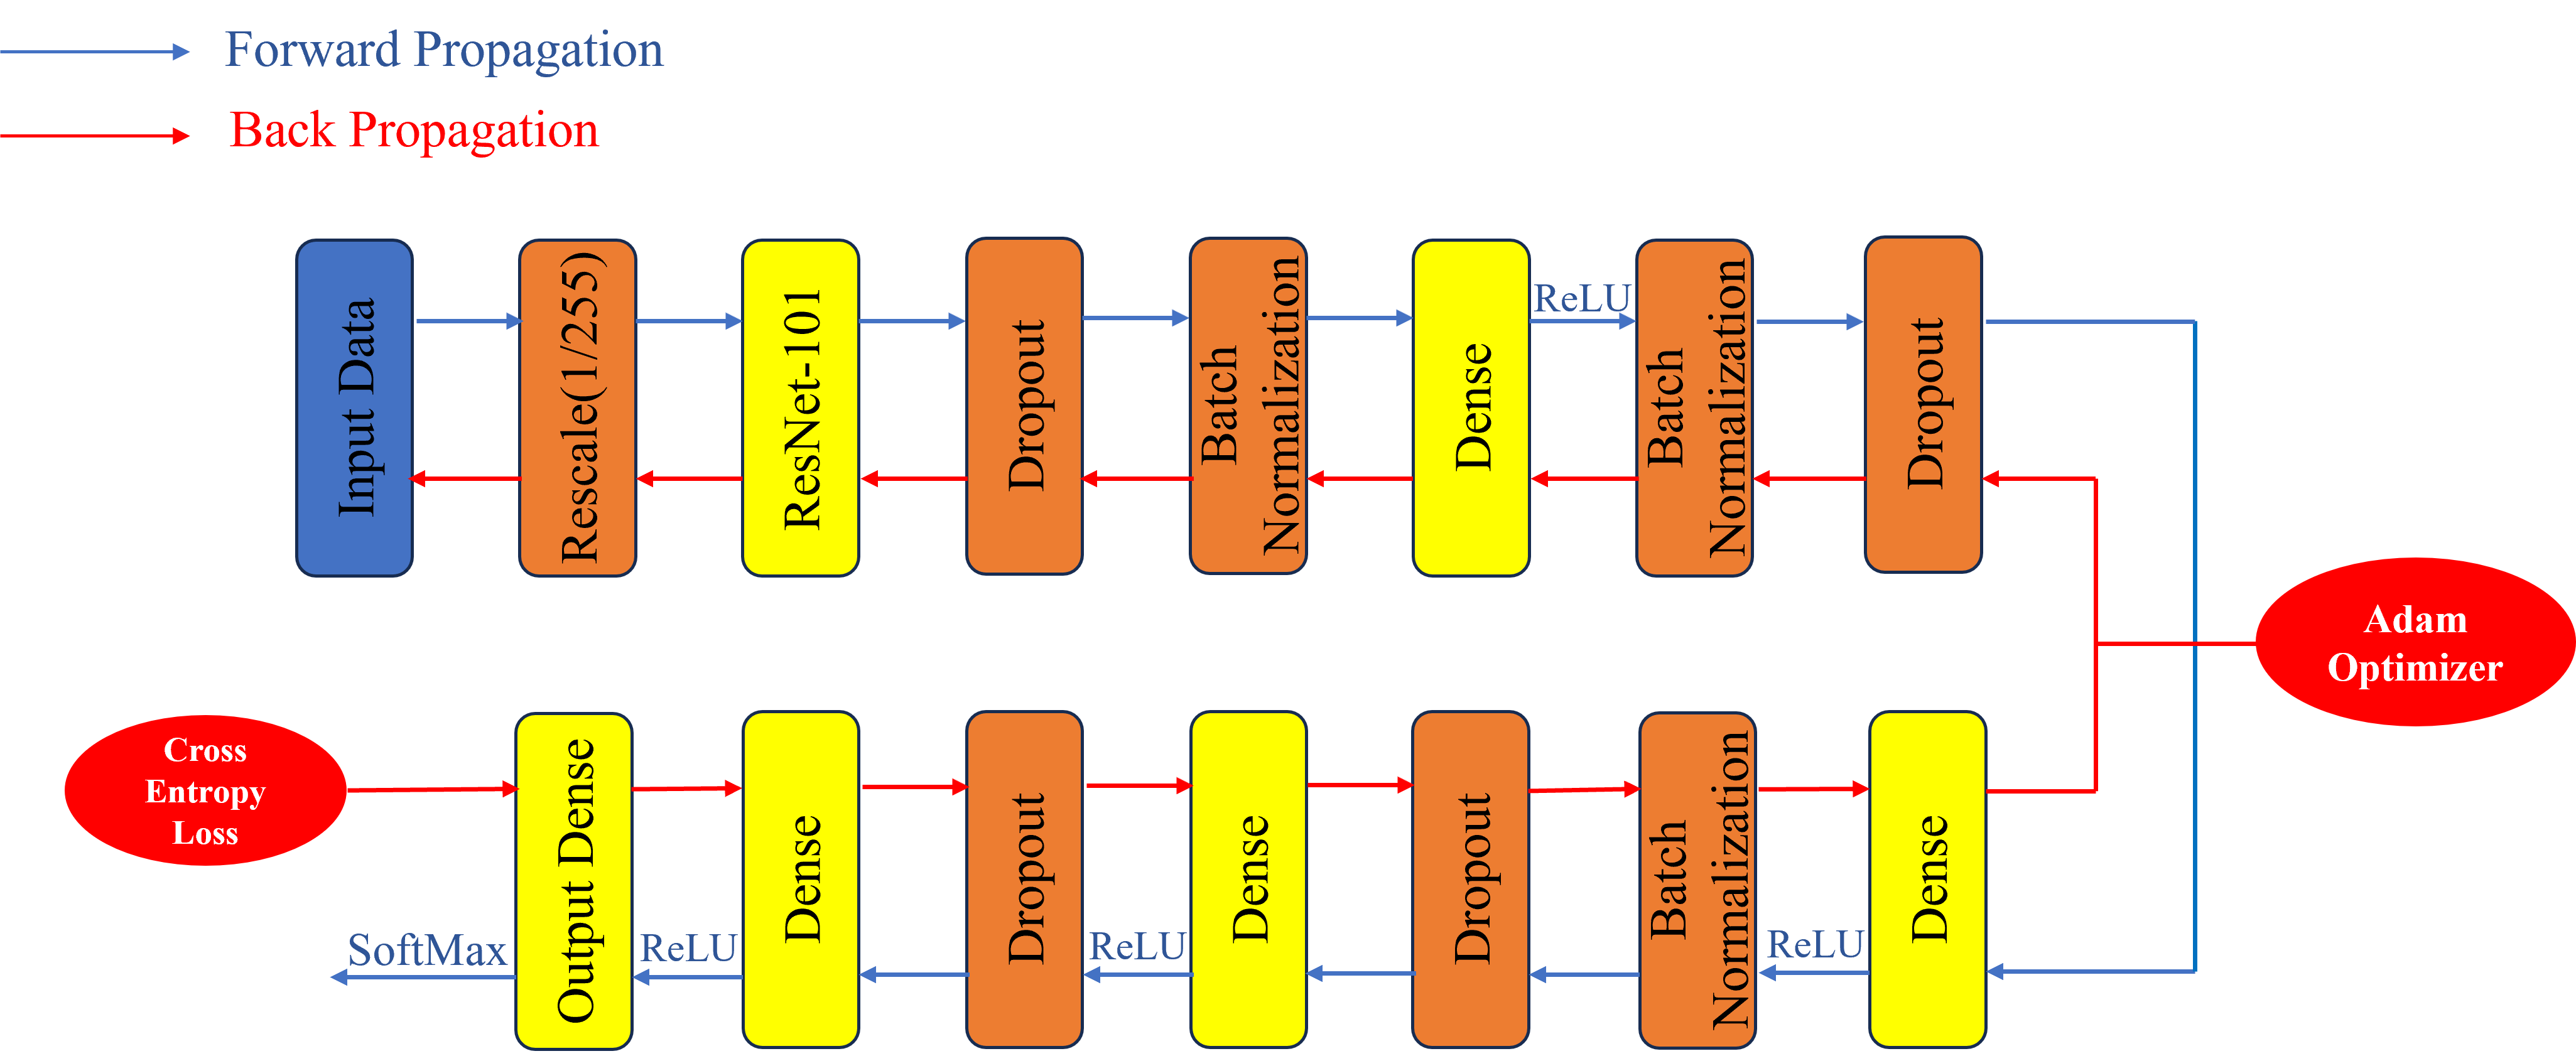 Forward Propagation
Back Propagation
Input Data
Rescale(1/255)
ResNet-101
Dropout
Batch
Normalization
Dense
ReLU
Batch
Normalization
Dropout
Adam
Optimizer
Cross
Entropy
Loss
SoftMax
Output Dense
ReLU
Dense
Dropout
ReLU
Dense
Dropout
Batch
Normalization
ReLU
Dense